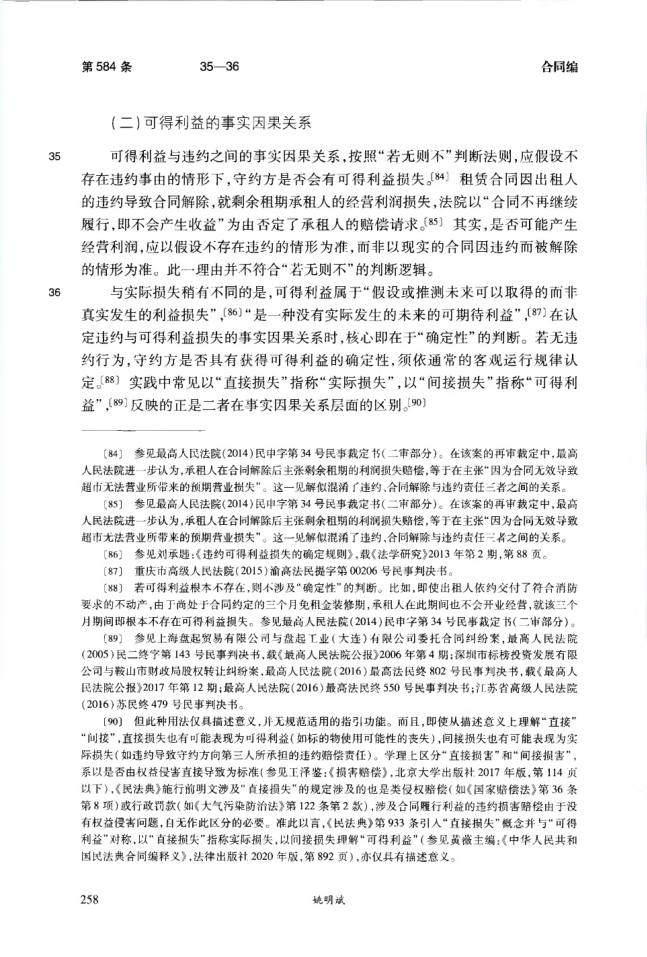 第 584 条 35—36 合同编
(二)可得利益的事实因果关系
35 可得利益与违约之间的事实因果关系,按照“若无则不”判断法则,应假设不
存在违约事由的情形下,守约方是否会有可得利益损失。〔84〕 租赁合同因出租人
的违约导致合同解除,就剩余租期承租人的经营利润损失,法院以“合同不再继续
履行,即不会产生收益”为由否定了承租人的赔偿请求。〔85〕 其实,是否可能产生
经营利润,应以假设不存在违约的情形为准,而非以现实的合同因违约而被解除
的情形为准。此一理由并不符合“若无则不”的判断逻辑。
36 与实际损失稍有不同的是,可得利益属于“假设或推测未来可以取得的而非
真实发生的利益损失”,〔86〕“是一种没有实际发生的未来的可期待利益”,〔87〕在认
定违约与可得利益损失的事实因果关系时,核心即在于“确定性”的判断。若无违
约行为,守约方是否具有获得可得利益的确定性,须依通常的客观运行规律认
定。〔88〕 实践中常见以“直接损失”指称“实际损失”,以“间接损失”指称“可得利
益”,〔89〕反映的正是二者在事实因果关系层面的区别。〔90〕
〔84〕 参见最高人民法院(2014)民申字第 34 号民事裁定书(二审部分)。在该案的再审裁定中,最高
人民法院进一步认为,承租人在合同解除后主张剩余租期的利润损失赔偿,等于在主张“因为合同无效导致
超市无法营业所带来的预期营业损失”。这一见解似混淆了违约、合同解除与违约责任三者之间的关系。
〔85〕 参见最高人民法院(2014)民申字第 34 号民事裁定书(二审部分)。在该案的再审裁定中,最高
人民法院进一步认为,承租人在合同解除后主张剩余租期的利润损失赔偿,等于在主张“因为合同无效导致
超市无法营业所带来的预期营业损失”。这一见解似混淆了违约、合同解除与违约责任三者之间的关系。
〔86〕 参见刘承韪:《违约可得利益损失的确定规则》,载《法学研究》2013 年第 2 期,第 88 页。
〔87〕 重庆市高级人民法院(2015)渝高法民提字第 00206 号民事判决书。
〔88〕 若可得利益根本不存在,则不涉及“确定性”的判断。比如,即使出租人依约交付了符合消防
要求的不动产,由于尚处于合同约定的三个月免租金装修期,承租人在此期间也不会开业经营,就该三个
月期间即根本不存在可得利益损失。参见最高人民法院(2014)民申字第 34 号民事裁定书(二审部分)。
〔89〕 参见上海盘起贸易有限公司与盘起工业(大连)有限公司委托合同纠纷案,最高人民法院
(2005)民二终字第 143 号民事判决书,载《最高人民法院公报》2006 年第 4 期;深圳市标榜投资发展有限
公司与鞍山市财政局股权转让纠纷案,最高人民法院(2016)最高法民终 802 号民事判决书,载《最高人
民法院公报》2017 年第 12 期;最高人民法院(2016)最高法民终 550 号民事判决书;江苏省高级人民法院
(2016)苏民终 479 号民事判决书。
〔90〕 但此种用法仅具描述意义,并无规范适用的指引功能。而且,即使从描述意义上理解“直接”
“间接”,直接损失也有可能表现为可得利益(如标的物使用可能性的丧失),间接损失也有可能表现为实
际损失(如违约导致守约方向第三人所承担的违约赔偿责任)。学理上区分“直接损害”和“间接损害”,
系以是否由权益侵害直接导致为标准(参见王泽鉴:《损害赔偿》,北京大学出版社 2017 年版,第 114 页
以下),《民法典》施行前明文涉及“直接损失”的规定涉及的也是类侵权赔偿(如《国家赔偿法》第 36 条
第 8 项)或行政罚款(如《大气污染防治法》第 122 条第 2 款),涉及合同履行利益的违约损害赔偿由于没
有权益侵害问题,自无作此区分的必要。准此以言,《民法典》第 933 条引入“直接损失”概念并与“可得
利益”对称,以“直接损失”指称实际损失,以间接损失理解“可得利益”(参见黄薇主编:《中华人民共和
国民法典合同编释义》,法律出版社 2020 年版,第 892 页),亦仅具有描述意义。
258 姚明斌